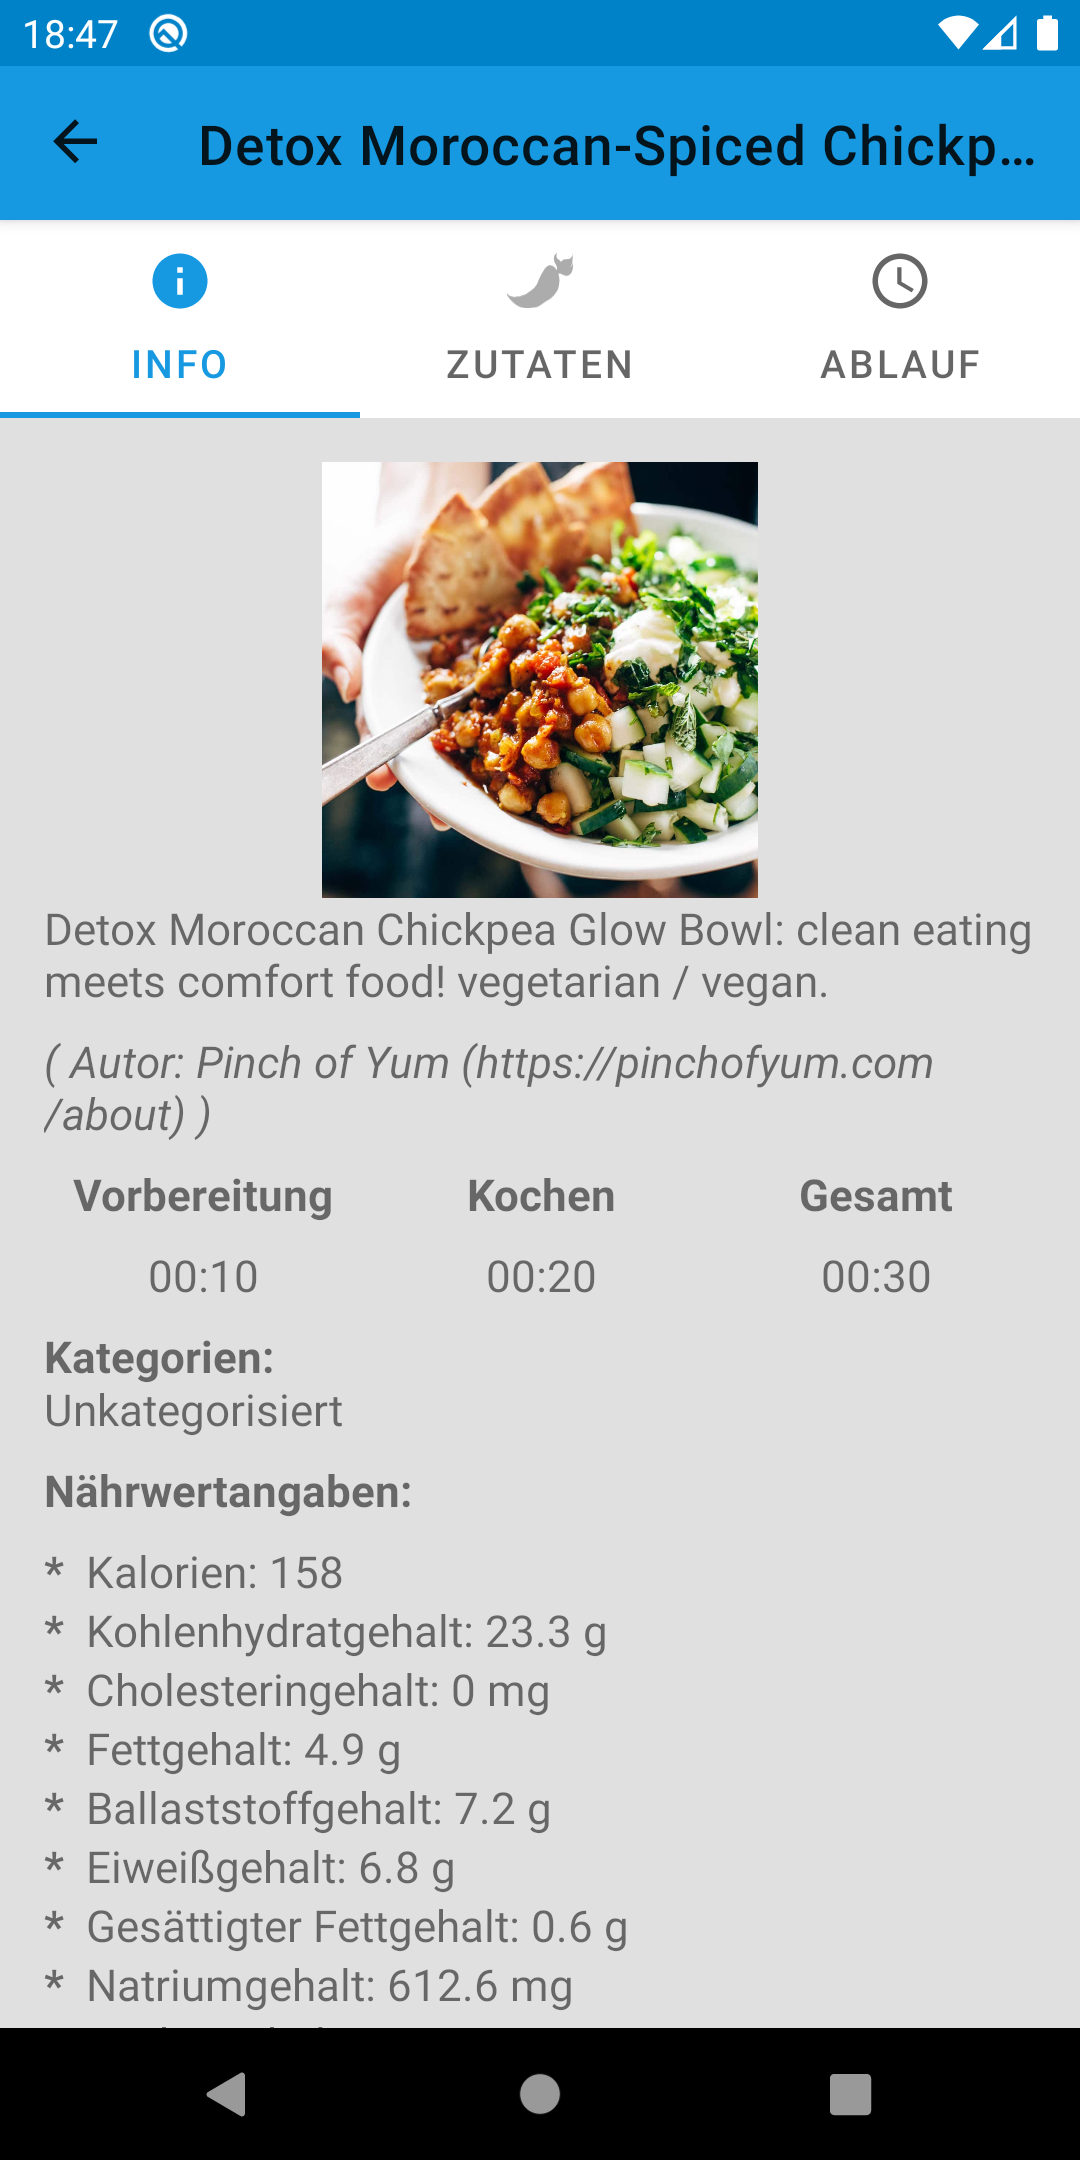 18:47
Detox Moroccan-Spiced Chickp...
INFO
ZUTATEN
ABLAUF
Detox Moroccan Chickpea Glow Bowl: clean eating
meets comfort food! vegetarian / vegan.
( Autor: Pinch of Yum (https://pinchofyum.com
/about) )
Vorbereitung Kochen Gesamt
00:10 00:20 00:30
Kategorien:
Unkategorisiert
Nährwertangaben:
* Kalorien: 158
* Kohlenhydratgehalt: 23.3 g
* Cholesteringehalt: 0 mg
* Fettgehalt: 4.9 g
* Ballaststoffgehalt: 7.2 g
* Eiweißgehalt: 6.8 g
* Gesättigter Fettgehalt: 0.6 g
* Natriumgehalt: 612.6 mg